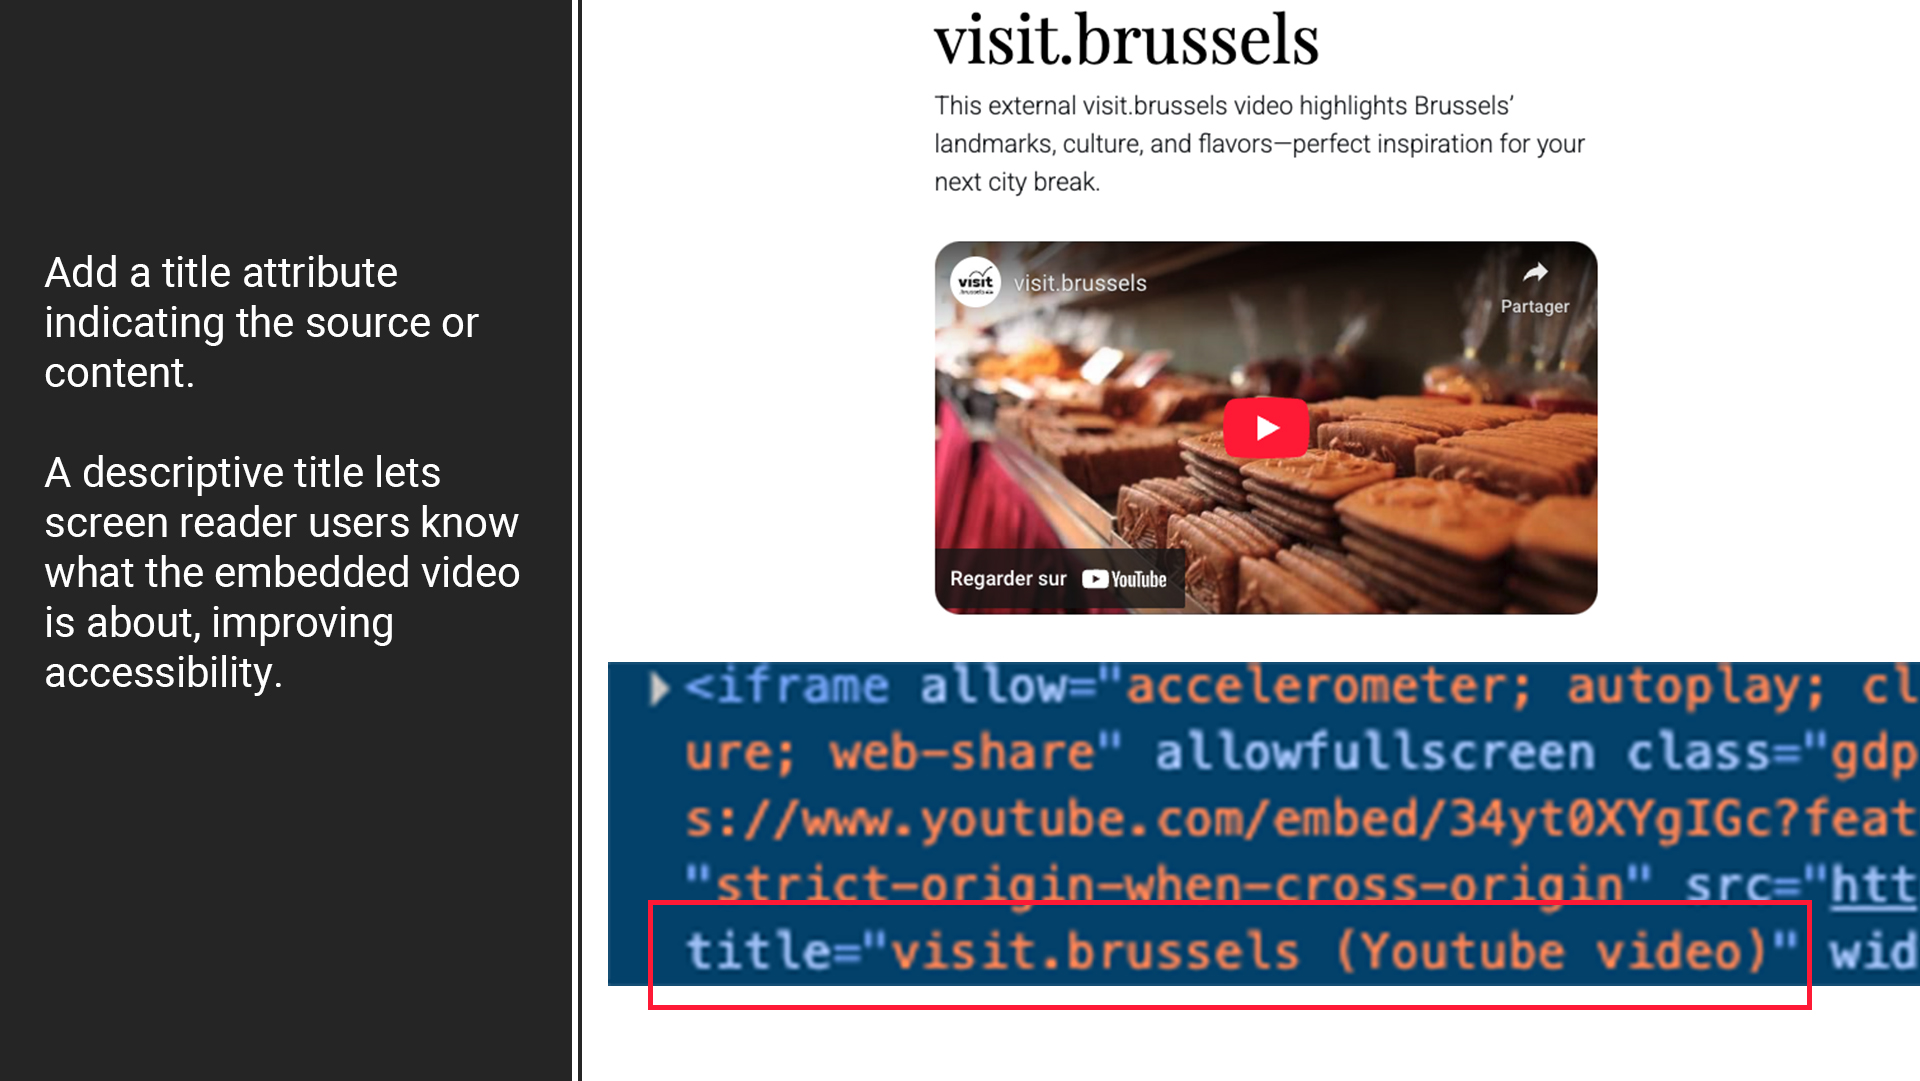 Add a title attribute
indicating the source or
content.
A descriptive title lets
screen reader users know
what the embedded video
is about, improving
accessibility.
visit.brussels
This external visit.brussels video highlights Brussels’
landmarks, culture, and flavors—perfect inspiration for your
next city break.
visit
visit.brussels
Partager
Regarder sur YouTube
<iframe allow="accelerometer; autoplay; cl
ure; web-share" allowfullscreen class="gdp
s://www.youtube.com/embed/34yt0XYgIGc?feat
"strict-origin-when-cross-origin" src="htt
title="visit.brussels (Youtube video)" wid